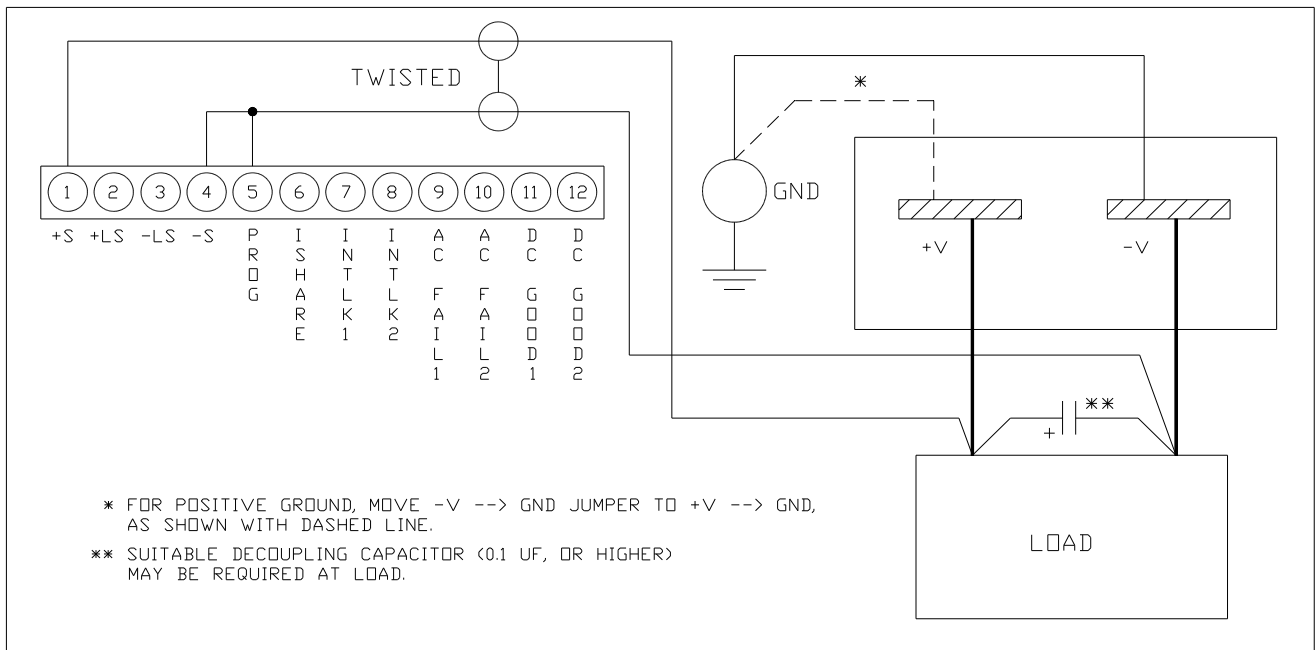 TWISTED
*
GND
1 2 3 4 5 6 7 8 9 10 11 12
+S +LS -LS -S PROG ISHARE INTLK1 INTLK2 AC FAIL1 AC FAIL2 DC GOOD1 DC GOOD2
+V -V
**
+
* FOR POSITIVE GROUND, MOVE -V --> GND JUMPER TO +V --> GND,
AS SHOWN WITH DASHED LINE.
** SUITABLE DECOUPLING CAPACITOR (0.1 UF, OR HIGHER)
MAY BE REQUIRED AT LOAD.
LOAD